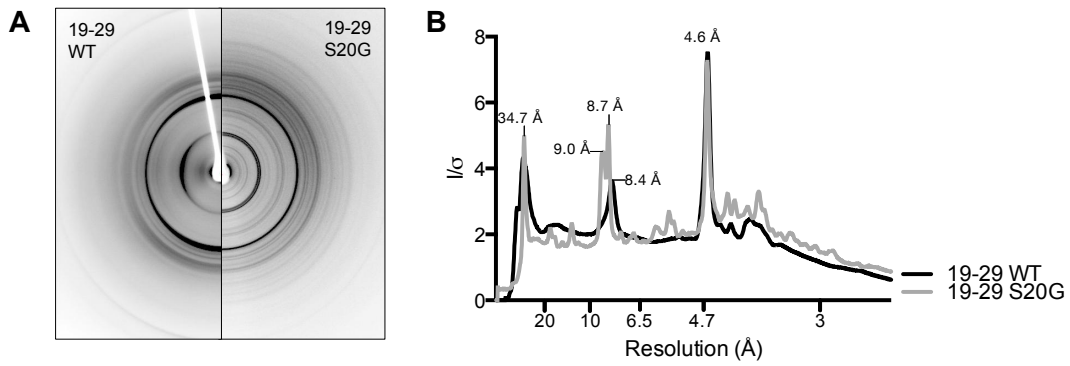 A
19-29
WT
19-29
S20G
B
I/σ
8
6
4
2
0
34.7 Å
9.0 Å
8.7 Å
8.4 Å
4.6 Å
20
10
6.5
4.7
3
Resolution (Å)
19-29 WT
19-29 S20G